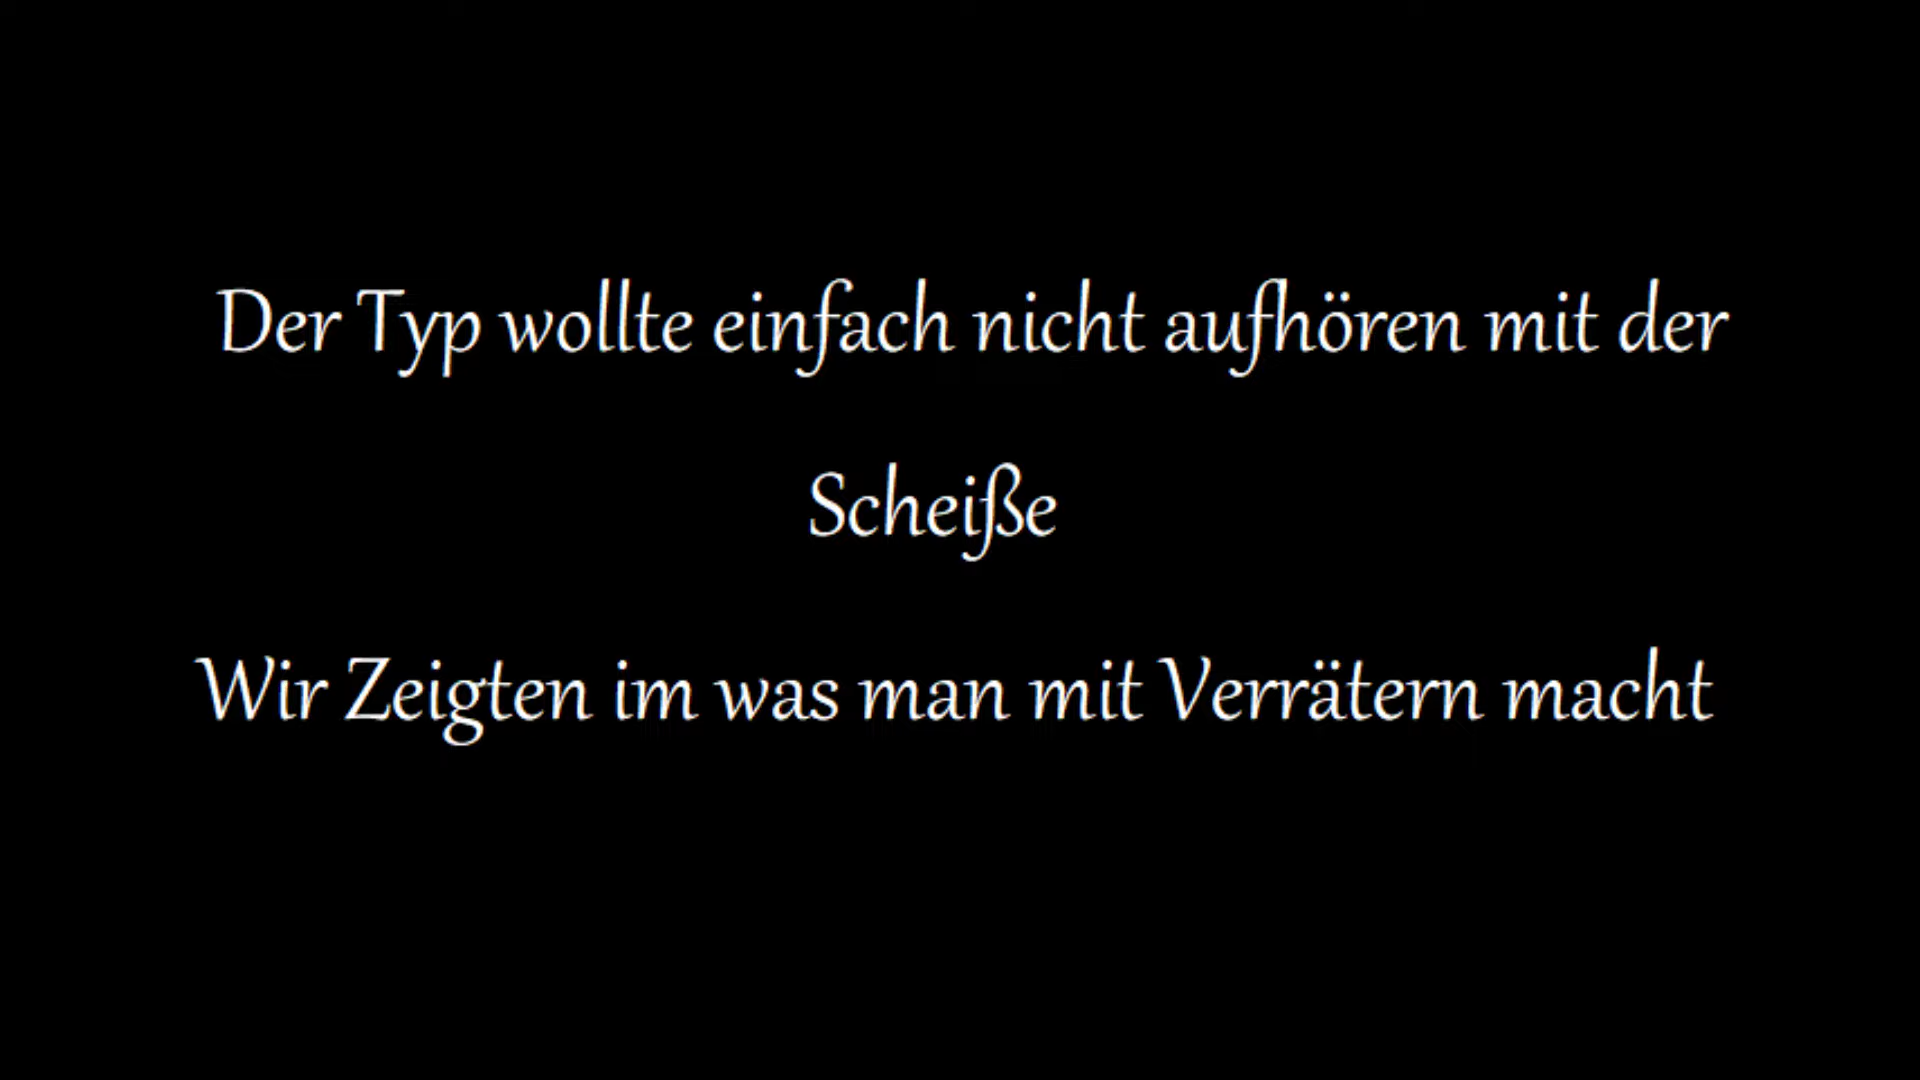 Der Typ wollte einfach nicht aufhören mit der
Scheiße
Wir Zeigten im was man mit Verrätern macht